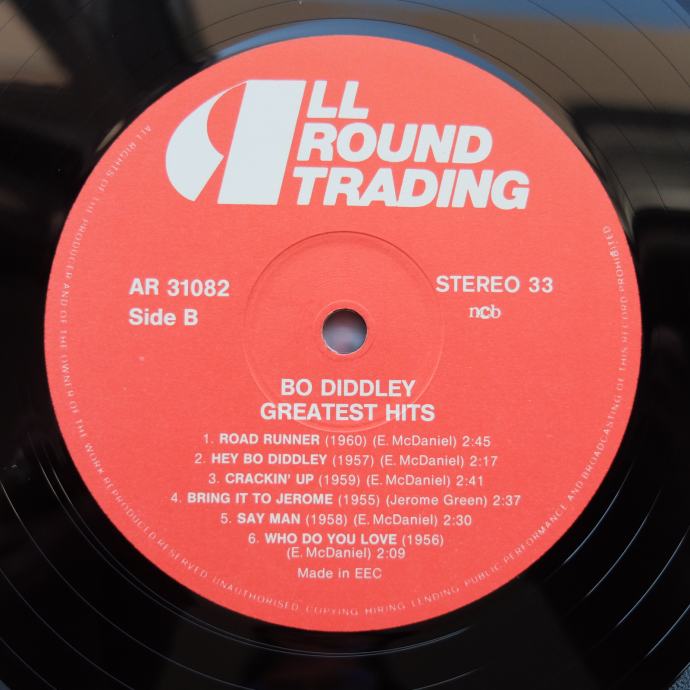 ALL
ROUND
TRADING
AR 31082
Side B
STEREO 33
ncb
BO DIDDLEY
GREATEST HITS
1. ROAD RUNNER (1960) (E. McDaniel) 2:45
2. HEY BO DIDDLEY (1957) (E. McDaniel) 2:17
3. CRACKIN' UP (1959) (E. McDaniel) 2:41
4. BRING IT TO JEROME (1955) (Jerome Green) 2:37
5. SAY MAN (1958) (E. McDaniel) 2:30
6. WHO DO YOU LOVE (1956)
(E. McDaniel) 2:09
Made in EEC
ALL RIGHTS OF THE PRODUCER AND OF THE OWNER OF THE WORK REPRODUCED RESERVED. UNAUTHORISED COPYING HIRING LENDING PUBLIC PERFORMANCE AND BROADCASTING OF THIS RECORD PROHIBITED